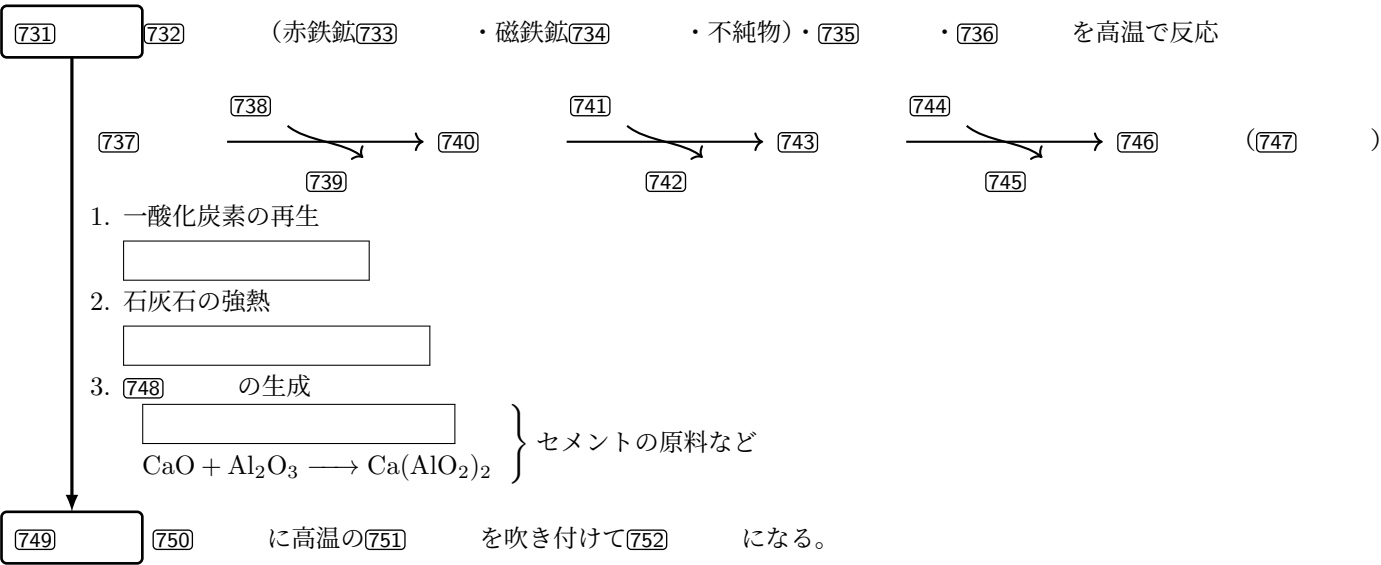 731 732 (赤鉄鉱733 ・磁鉄鉱734 ・不純物)・735 ・736 を高温で反応
738 741 744
737 740 743 746 (747 )
739 742 745
1. 一酸化炭素の再生
2. 石灰石の強熱
3. 748 の生成
CaO + Al₂O₃ ⟶ Ca(AlO₂)₂
セメントの原料など
749 750 に高温の751 を吹き付けて752 になる。